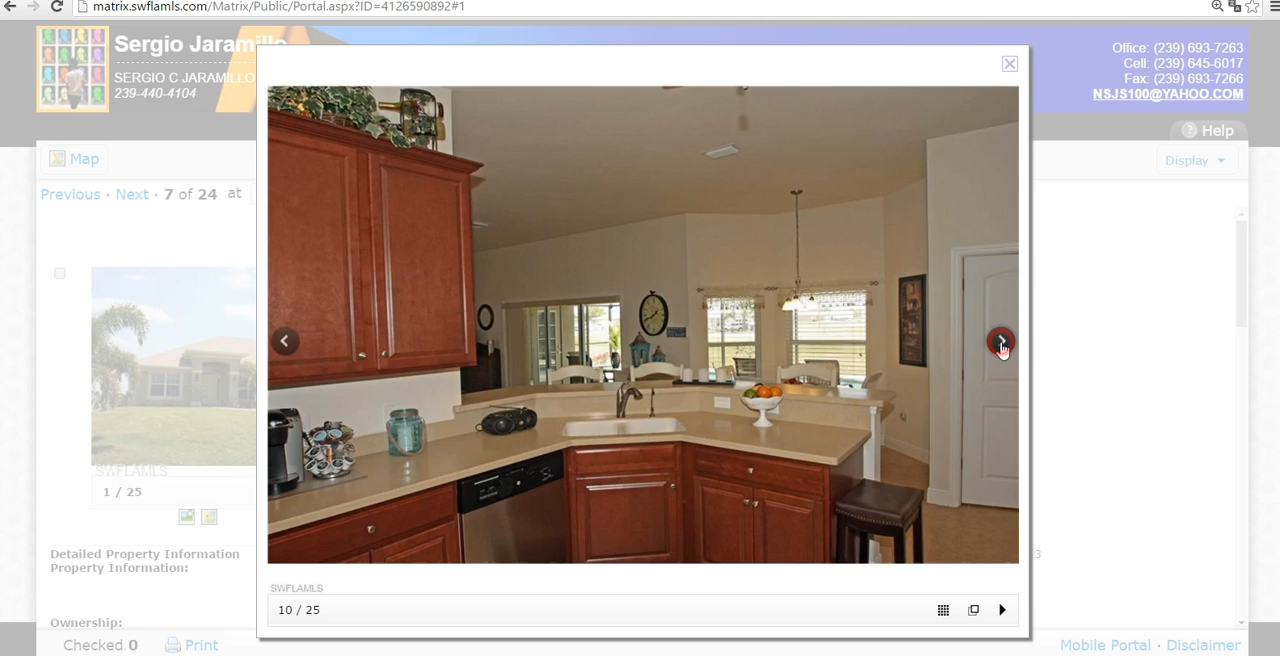 matrix.swflamls.com/Matrix/Public/Portal.aspx?ID=4126590892#1
Sergio Jaramillo
SERGIO C JARAMILLO
239-440-4104
Office: (239) 693-7263
Cell: (239) 645-6017
Fax: (239) 693-7266
NSJS100@YAHOO.COM
? Help
Map
Display
Previous · Next · 7 of 24 at
SWFLAMLS
1 / 25
Detailed Property Information
Property Information:
3
Ownership:
SWFLAMLS
10 / 25
Checked 0 Print
Mobile Portal · Disclaimer